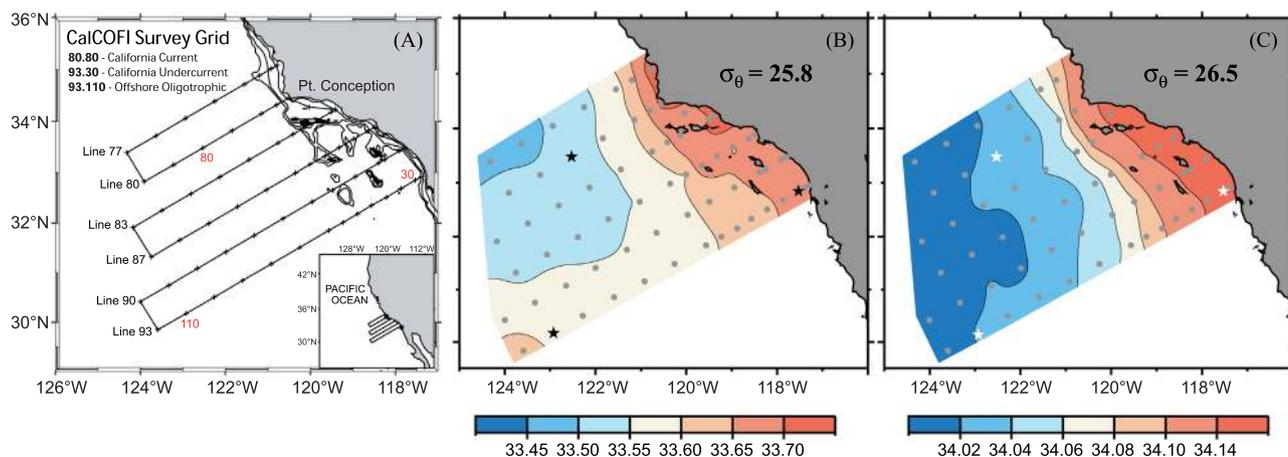 CalCOFI Survey Grid
80.80 - California Current
93.30 - California Undercurrent
93.110 - Offshore Oligotrophic
(A)
Pt. Conception
Line 77
Line 80
Line 83
Line 87
Line 90
Line 93
80
30
110
128°W 120°W 112°W
42°N
36°N
30°N
PACIFIC
OCEAN
36°N
34°N
32°N
30°N
126°W 124°W 122°W 120°W 118°W
(B)
σθ = 25.8
124°W 122°W 120°W 118°W
33.45 33.50 33.55 33.60 33.65 33.70
(C)
σθ = 26.5
124°W 122°W 120°W 118°W
34.02 34.04 34.06 34.08 34.10 34.14